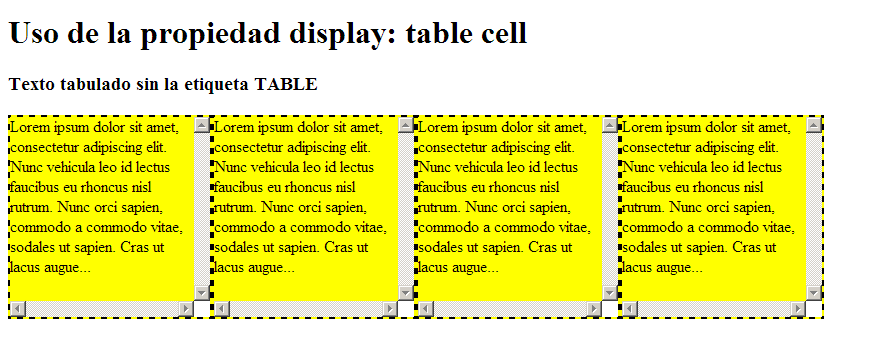 Uso de la propiedad display: table cell
Texto tabulado sin la etiqueta TABLE
Lorem ipsum dolor sit amet,
consectetur adipiscing elit.
Nunc vehicula leo id lectus
faucibus eu rhoncus nisl
rutrum. Nunc orci sapien,
commodo a commodo vitae,
sodales ut sapien. Cras ut
lacus augue...
Lorem ipsum dolor sit amet,
consectetur adipiscing elit.
Nunc vehicula leo id lectus
faucibus eu rhoncus nisl
rutrum. Nunc orci sapien,
commodo a commodo vitae,
sodales ut sapien. Cras ut
lacus augue...
Lorem ipsum dolor sit amet,
consectetur adipiscing elit.
Nunc vehicula leo id lectus
faucibus eu rhoncus nisl
rutrum. Nunc orci sapien,
commodo a commodo vitae,
sodales ut sapien. Cras ut
lacus augue...
Lorem ipsum dolor sit amet,
consectetur adipiscing elit.
Nunc vehicula leo id lectus
faucibus eu rhoncus nisl
rutrum. Nunc orci sapien,
commodo a commodo vitae,
sodales ut sapien. Cras ut
lacus augue...